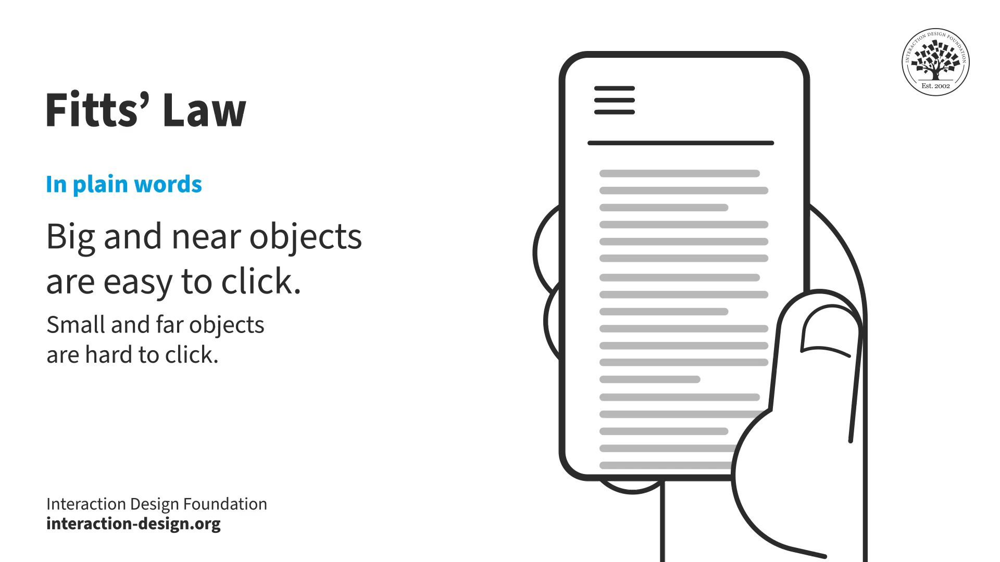 Fitts’ Law
In plain words
Big and near objects
are easy to click.
Small and far objects
are hard to click.
Interaction Design Foundation
interaction-design.org
INTERACTION DESIGN FOUNDATION
Est. 2002